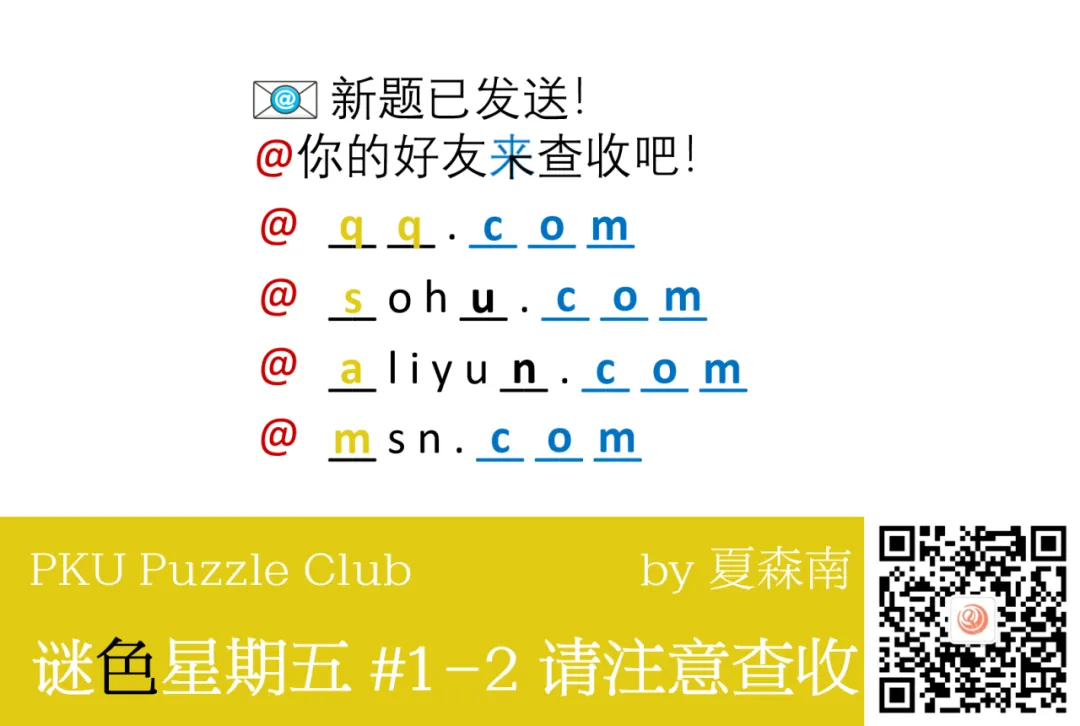 新题已发送!
@你的好友来查收吧!
@ qq.com
@ sohu.com
@ aliyun.com
@ msn.com
PKU Puzzle Club by 夏森南
谜色星期五 #1-2 请注意查收